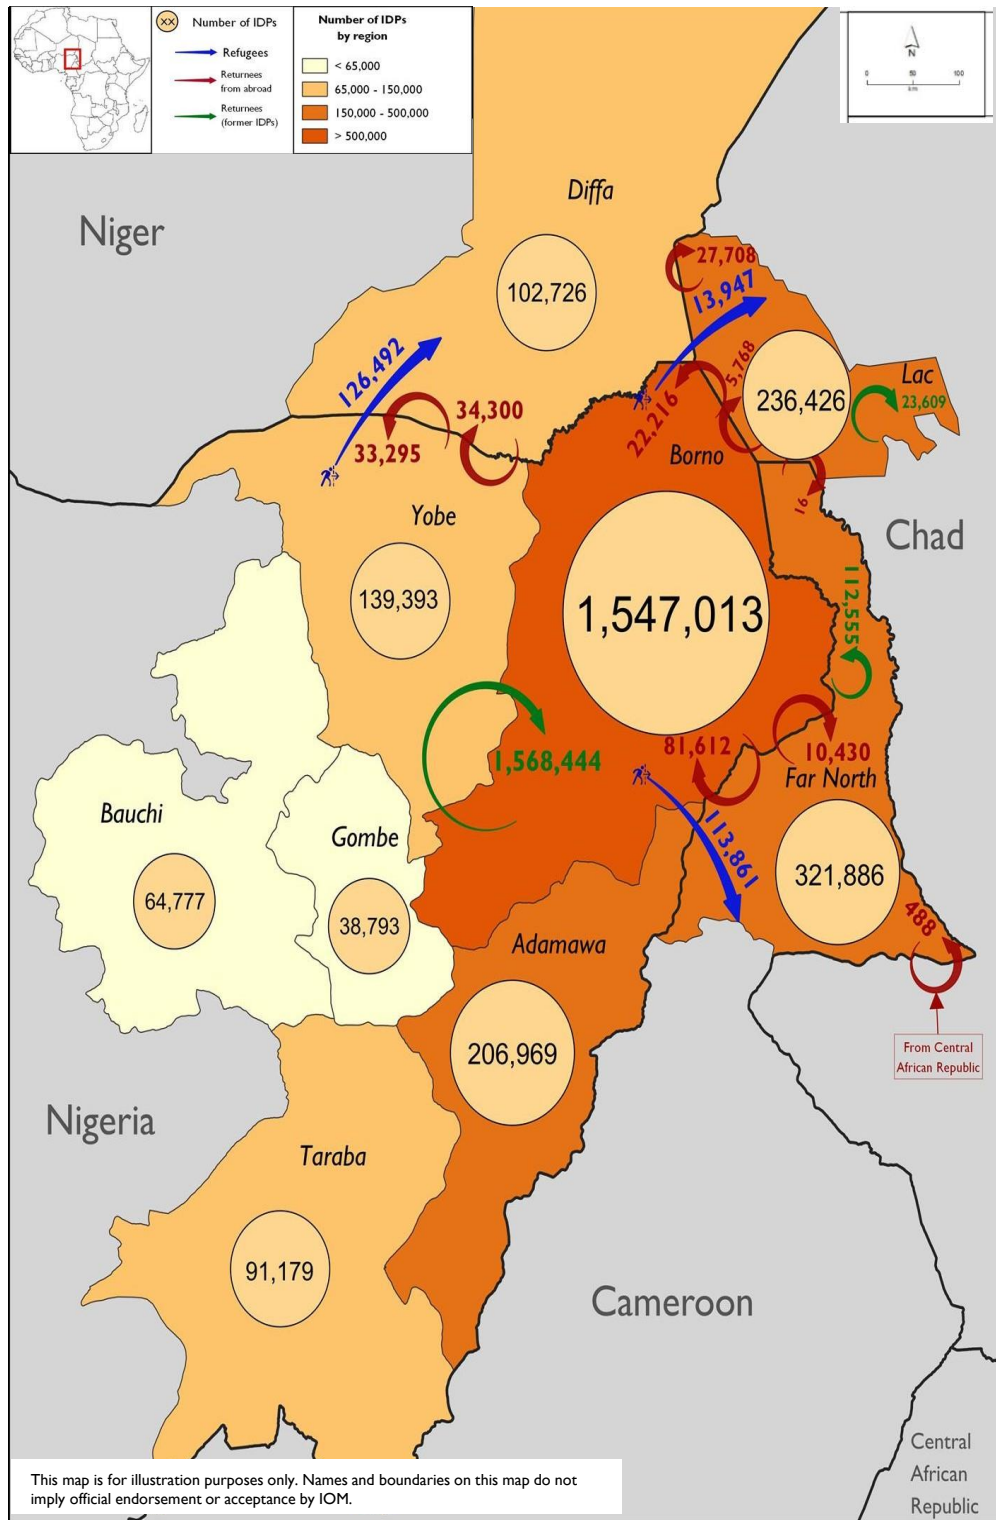 XX
Number of IDPs
Refugees
Returnees
from abroad
Returnees
(former IDPs)
Number of IDPs
by region
< 65,000
65,000 - 150,000
150,000 - 500,000
> 500,000
0 50 100
Diffa
Niger
102,726
27,708
13,947
126,492
5,768
236,426
Lac
23,609
34,300
33,295
22,216
Borno
16
Yobe
Chad
139,393
1,547,013
112,555
1,568,444
81,612
10,430
Far North
Bauchi
Gombe
113,861
321,886
64,777
38,793
488
Adamawa
206,969
From Central
African Republic
Nigeria
Taraba
91,179
Cameroon
Central
African
Republic
This map is for illustration purposes only. Names and boundaries on this map do not
imply official endorsement or acceptance by IOM.